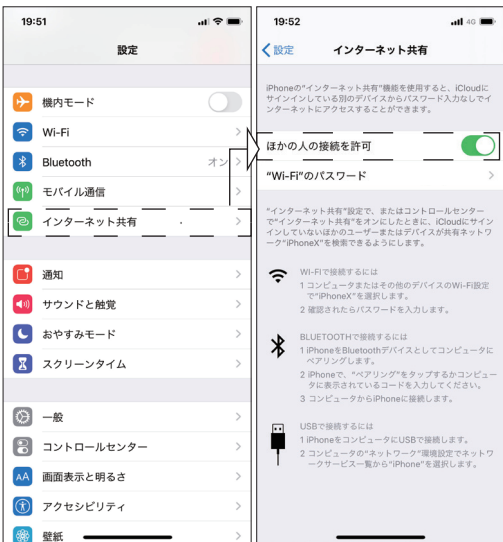 19:51
設定
機内モード
Wi-Fi
Bluetooth
オン
モバイル通信
インターネット共有
通知
サウンドと触覚
おやすみモード
スクリーンタイム
一般
コントロールセンター
AA
画面表示と明るさ
アクセシビリティ
壁紙
19:52
4G
設定
インターネット共有
iPhoneの"インターネット共有"機能を使用すると、iCloudに
サインインしている別のデバイスからパスワード入力なしでイ
ンターネットにアクセスすることができます。
ほかの人の接続を許可
"Wi-Fi"のパスワード
"インターネット共有"設定で、またはコントロールセンター
で"インターネット共有"をオンにしたときに、iCloudにサイン
インしていないほかのユーザーまたはデバイスが共有ネットワ
ーク"iPhoneX"を検索できるようにします。
WI-FIで接続するには
1 コンピュータまたはその他のデバイスのWi-Fi設定
で"iPhoneX"を選択します。
2 確認されたらパスワードを入力します。
BLUETOOTHで接続するには
1 iPhoneをBluetoothデバイスとしてコンピュータに
ペアリングします。
2 iPhoneで、"ペアリング"をタップするかコンピュー
タに表示されているコードを入力してください。
3 コンピュータからiPhoneに接続します。
USBで接続するには
1 iPhoneをコンピュータにUSBで接続します。
2 コンピュータの"ネットワーク"環境設定でネットワ
ークサービス一覧から"iPhone"を選択します。